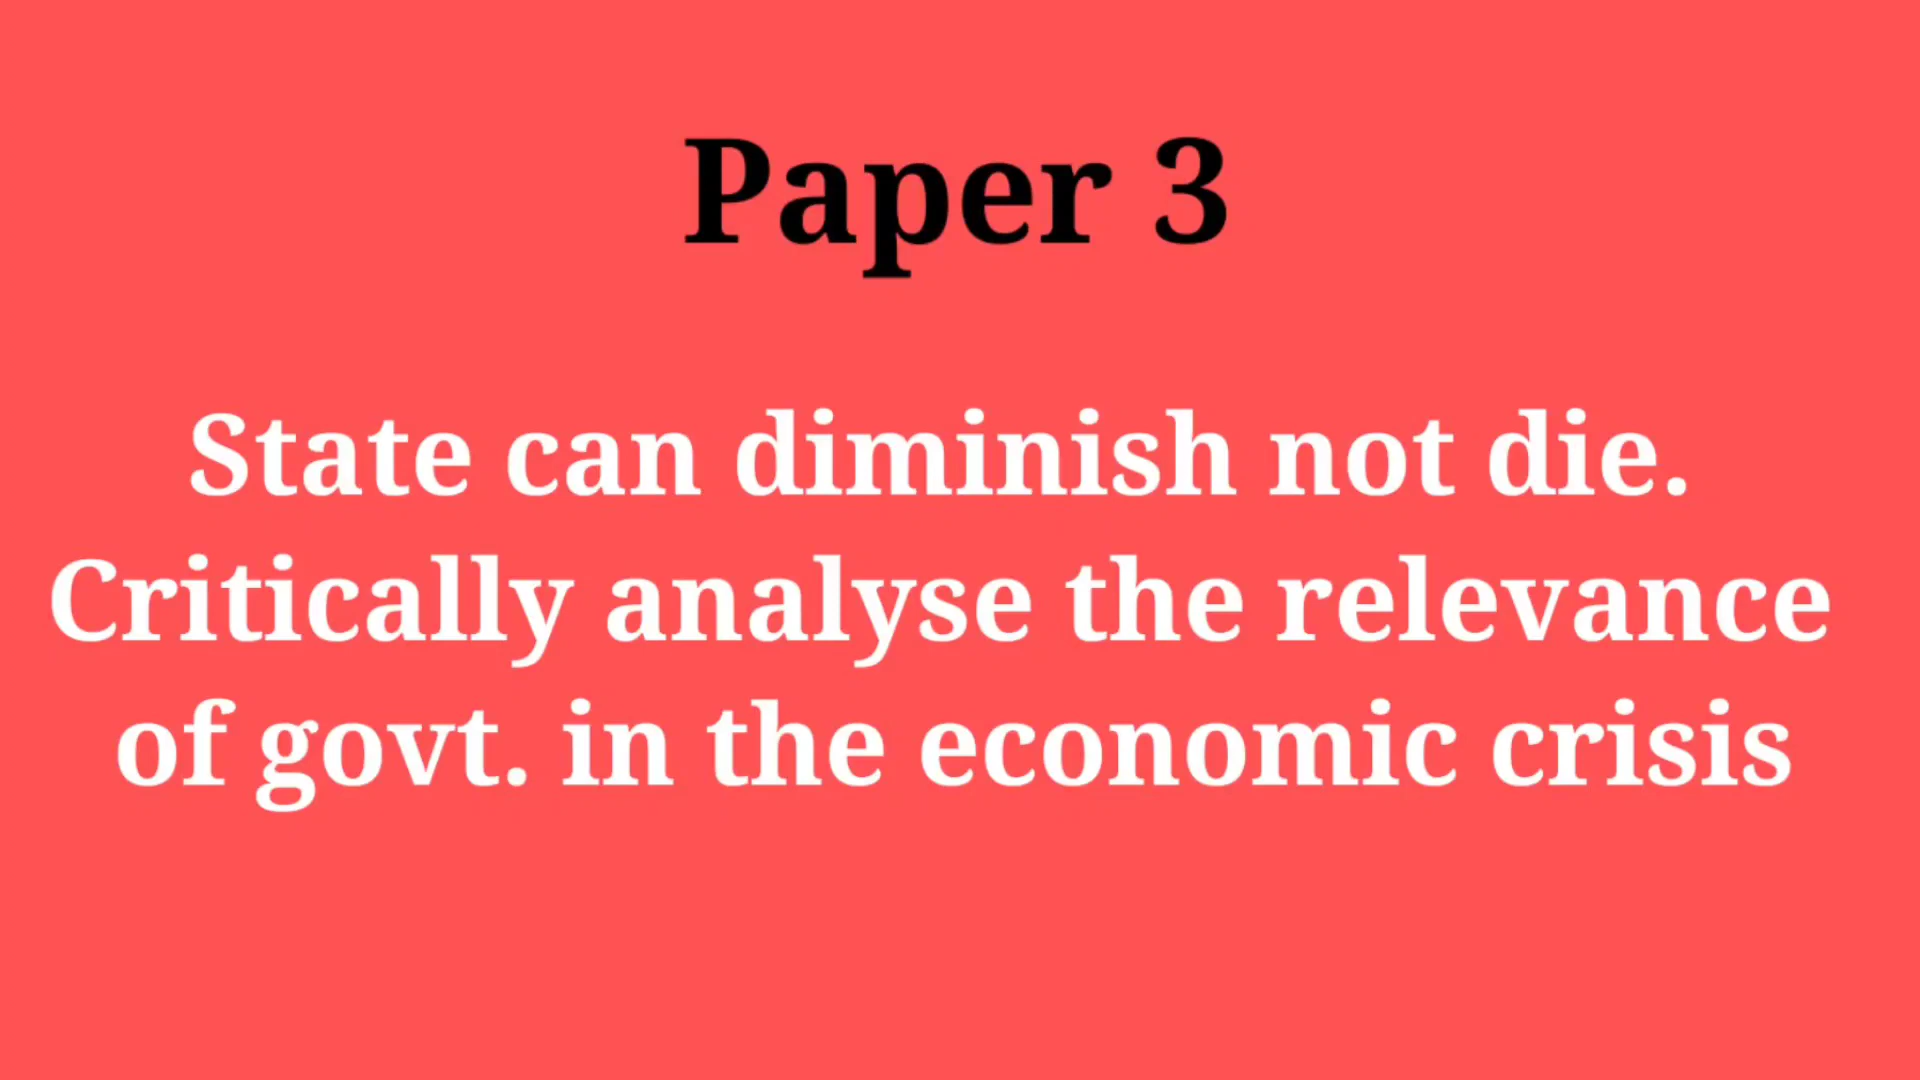 Paper 3
State can diminish not die.
Critically analyse the relevance
of govt. in the economic crisis